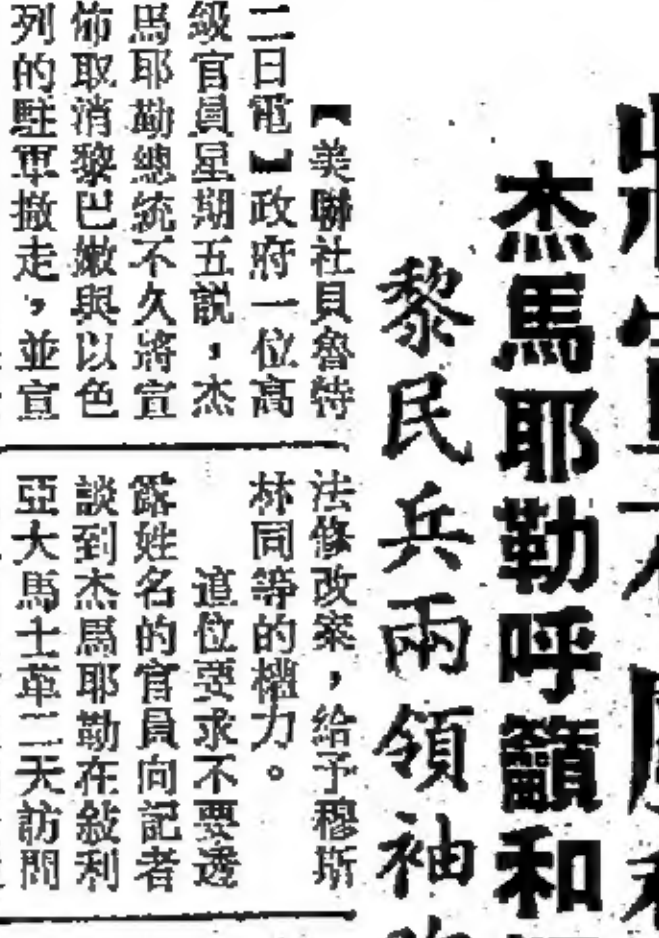 杰馬耶勒呼籲和
黎民兵兩領袖
【美聯社貝魯特
二日電】政府一位高
級官員星期五說，杰
馬耶勒總統不久將宣
佈取消黎巴嫩與以色
列的駐軍撤走，並宣
法修改案，給予穆斯
林同等的權力。
這位要求不要透
露姓名的官員向記者
談到杰馬耶勒在敍利
亞大馬士革二天訪問